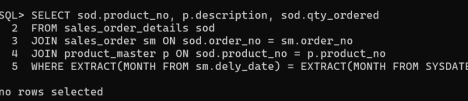 SQL> SELECT sod.product_no, p.description, sod.qty_ordered
2 FROM sales_order_details sod
3 JOIN sales_order sm ON sod.order_no = sm.order_no
4 JOIN product_master p ON sod.product_no = p.product_no
5 WHERE EXTRACT(MONTH FROM sm.dely_date) = EXTRACT(MONTH FROM SYSDATE
no rows selected